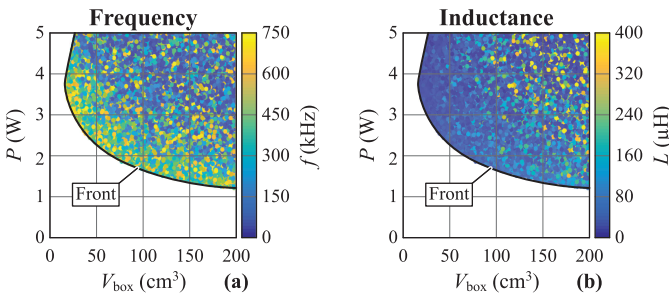 Frequency
5
4
3
2
1
0
P (W)
Front
0 50 100 150 200
V_box (cm³)
(a)
750
600
450
300
150
0
f (kHz)
Inductance
5
4
3
2
1
0
P (W)
Front
0 50 100 150 200
V_box (cm³)
(b)
400
320
240
160
80
0
L (µH)